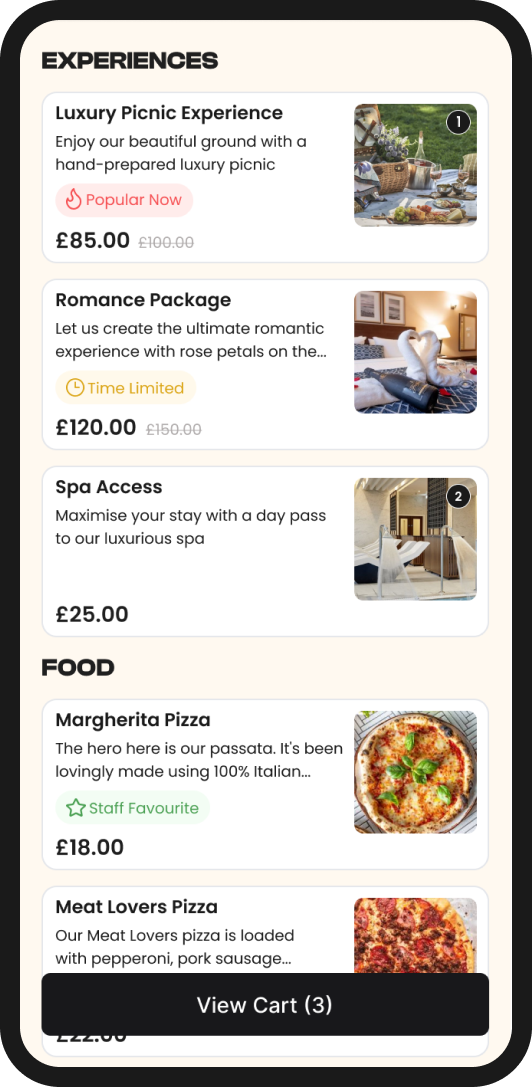 EXPERIENCES
Luxury Picnic Experience
1
Enjoy our beautiful ground with a
hand-prepared luxury picnic
Popular Now
£85.00 £100.00
Romance Package
Let us create the ultimate romantic
experience with rose petals on the...
Time Limited
£120.00 £150.00
Spa Access
2
Maximise your stay with a day pass
to our luxurious spa
£25.00
FOOD
Margherita Pizza
The hero here is our passata. It's been
lovingly made using 100% Italian...
Staff Favourite
£18.00
Meat Lovers Pizza
Our Meat Lovers pizza is loaded
with pepperoni, pork sausage...
View Cart (3)
£22.00